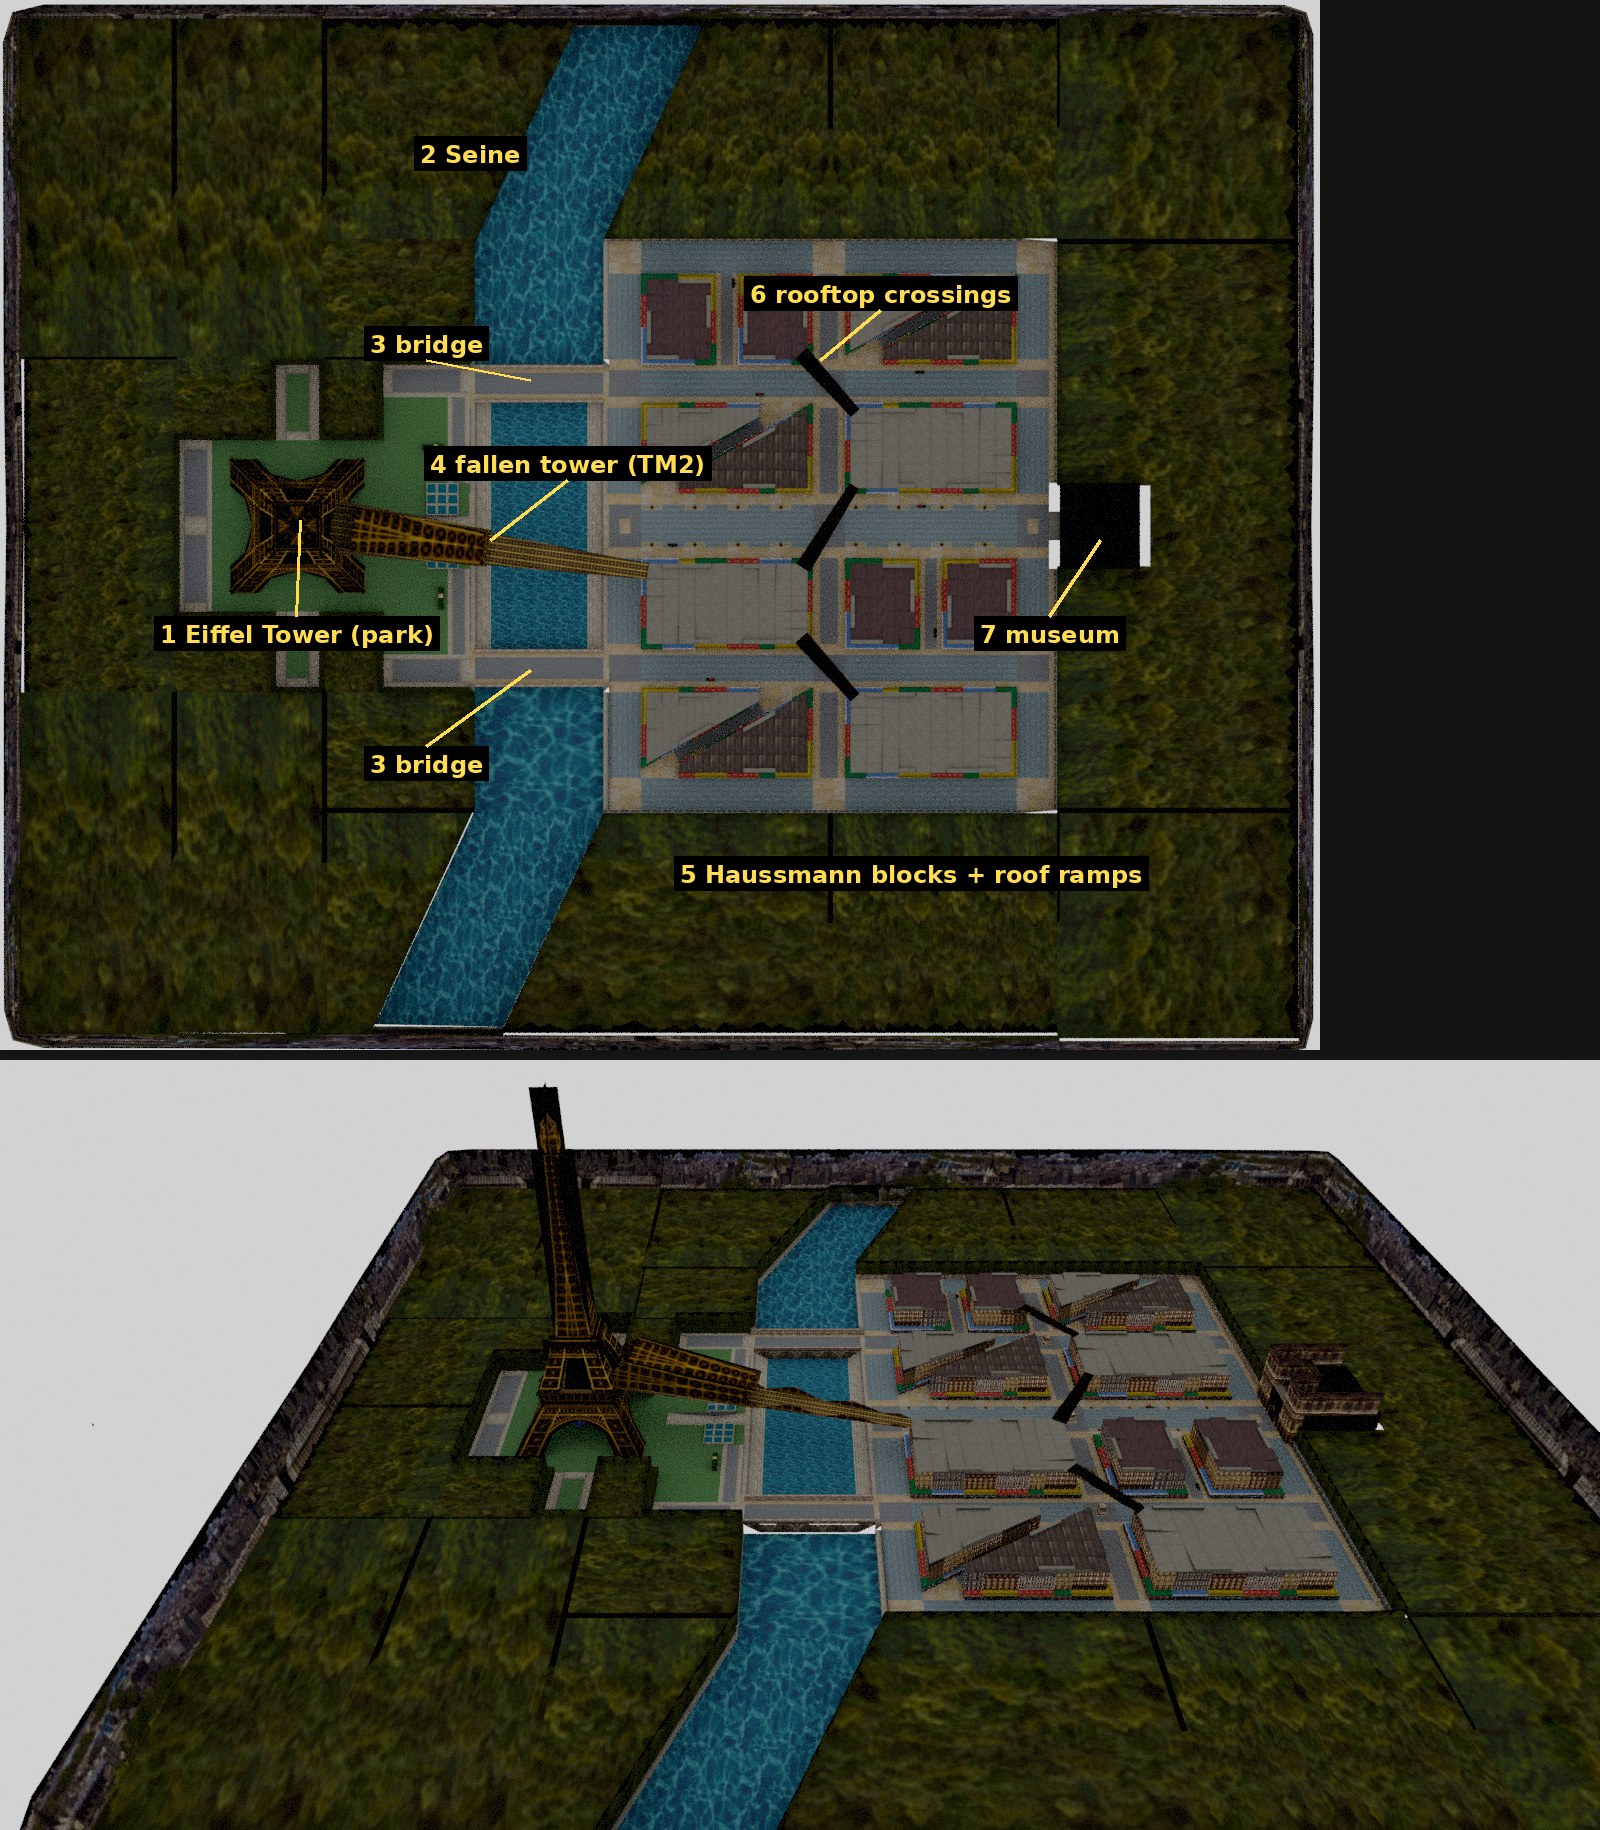 2 Seine
6 rooftop crossings
3 bridge
4 fallen tower (TM2)
1 Eiffel Tower (park)
7 museum
3 bridge
5 Haussmann blocks + roof ramps